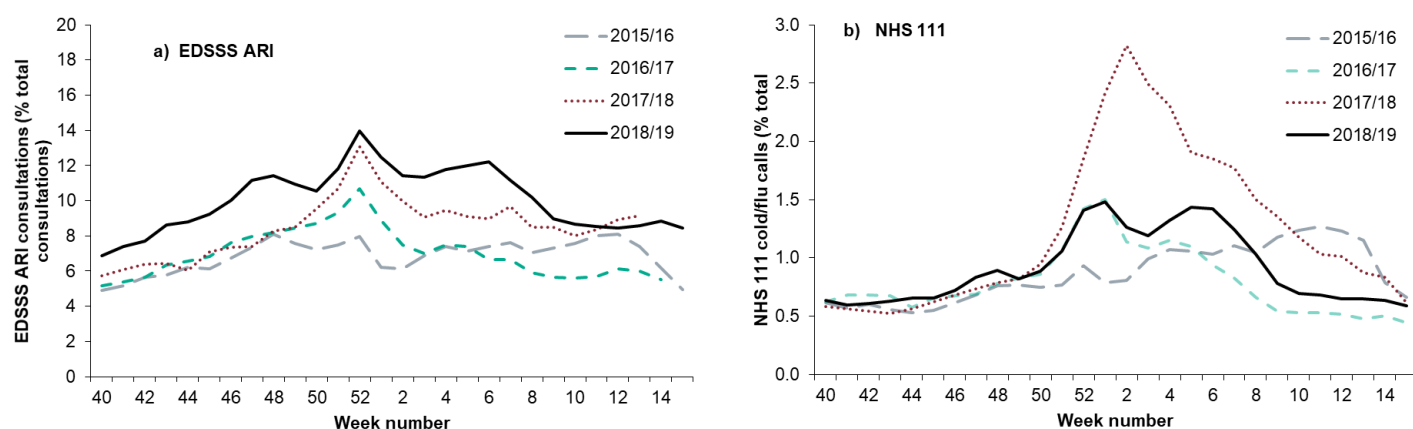 a) EDSSS ARI
2015/16
2016/17
2017/18
2018/19
EDSSS ARI consultations (% total
consultations)
20
18
16
14
12
10
8
6
4
2
0
40 42 44 46 48 50 52 2 4 6 8 10 12 14
Week number
b) NHS 111
2015/16
2016/17
2017/18
2018/19
NHS 111 cold/flu calls (% total
calls)
3.0
2.5
2.0
1.5
1.0
0.5
0.0
40 42 44 46 48 50 52 2 4 6 8 10 12 14
Week number